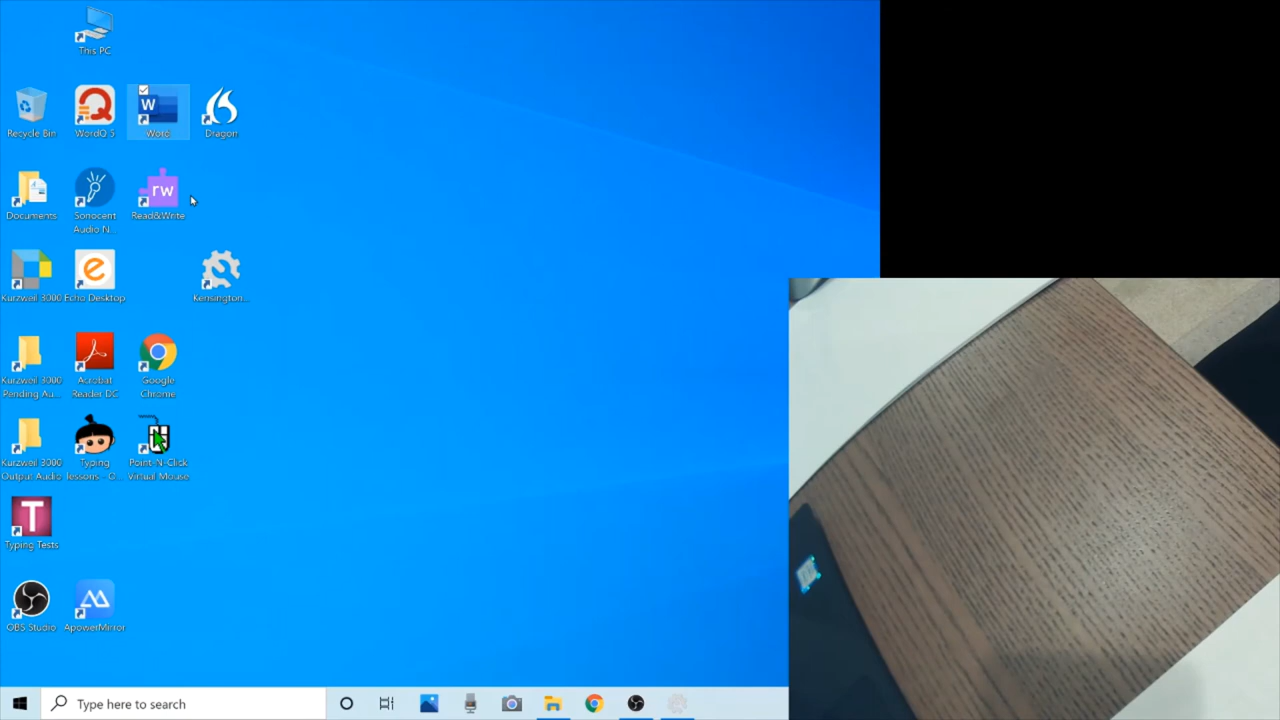 This PC
Recycle Bin
WordQ 5
Word
Dragon
Documents
Sonocent
Audio N...
Read&Write
rw
Kurzweil 3000
Echo Desktop
Kensington...
Kurzweil 3000
Pending Au...
Acrobat
Reader DC
Google
Chrome
Kurzweil 3000
Output Audio
Typing
lessons - O...
Point-N-Click
Virtual Mouse
Typing Tests
OBS Studio
ApowerMirror
Type here to search